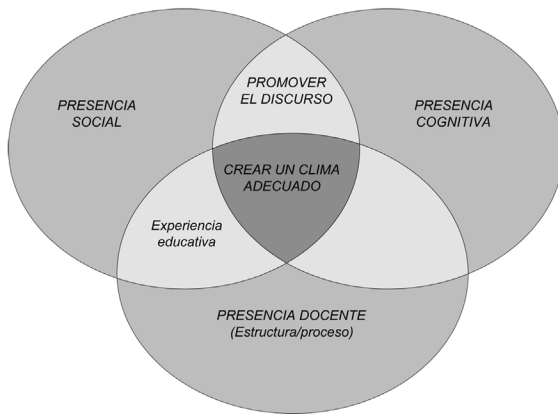 PROMOVER
EL DISCURSO
PRESENCIA
SOCIAL
PRESENCIA
COGNITIVA
CREAR UN CLIMA
ADECUADO
Experiencia
educativa
PRESENCIA DOCENTE
(Estructura/proceso)